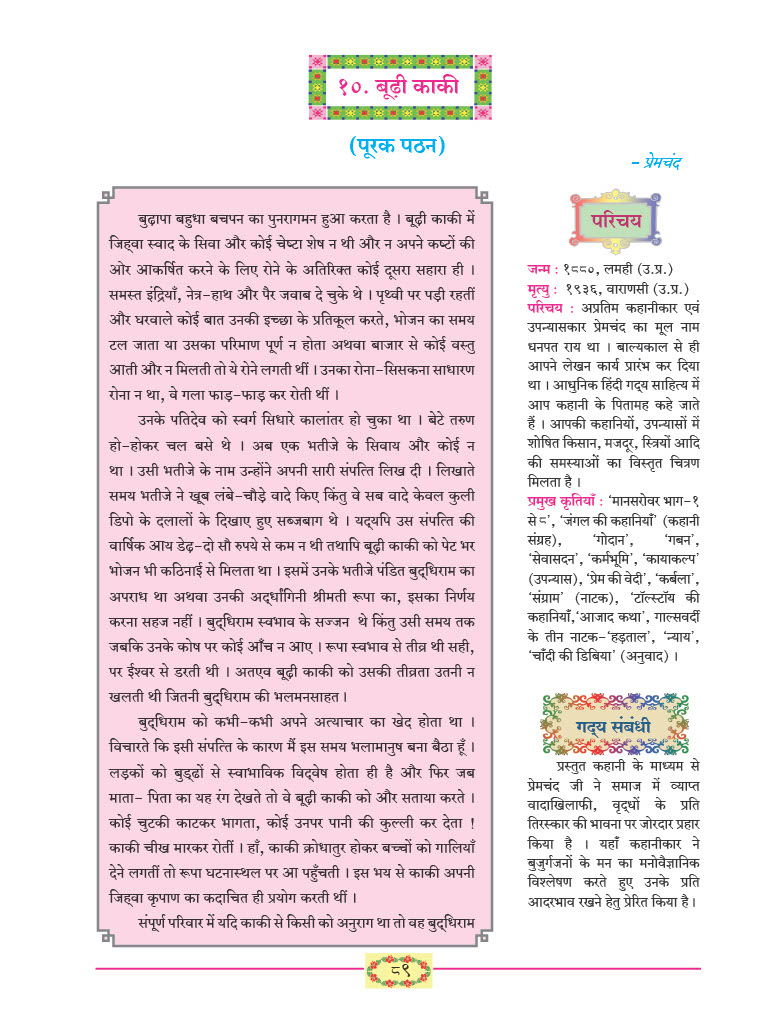 १०. बूढ़ी काकी
(पूरक पठन)
– प्रेमचंद
बुढ़ापा बहुधा बचपन का पुनरागमन हुआ करता है । बूढ़ी काकी में
जिह्‌वा स्वाद के सिवा और कोई चेष्टा शेष न थी और न अपने कष्टों की
ओर आकर्षित करने के लिए रोने के अतिरिक्त कोई दूसरा सहारा ही ।
समस्त इंद्रियाँ, नेत्र-हाथ और पैर जवाब दे चुके थे । पृथ्वी पर पड़ी रहतीं
और घरवाले कोई बात उनकी इच्छा के प्रतिकूल करते, भोजन का समय
टल जाता या उसका परिमाण पूर्ण न होता अथवा बाजार से कोई वस्तु
आती और न मिलती तो ये रोने लगती थीं । उनका रोना-सिसकना साधारण
रोना न था, वे गला फाड़-फाड़ कर रोती थीं ।
उनके पतिदेव को स्वर्ग सिधारे कालांतर हो चुका था । बेटे तरुण
हो-होकर चल बसे थे । अब एक भतीजे के सिवाय और कोई न
था । उसी भतीजे के नाम उन्होंने अपनी सारी संपत्ति लिख दी । लिखाते
समय भतीजे ने खूब लंबे-चौड़े वादे किए किंतु वे सब वादे केवल कुली
डिपो के दलालों के दिखाए हुए सब्जबाग थे । यद्‌यपि उस संपत्ति की
वार्षिक आय डेढ़-दो सौ रुपये से कम न थी तथापि बूढ़ी काकी को पेट भर
भोजन भी कठिनाई से मिलता था । इसमें उनके भतीजे पंडित बुद्‌धिराम का
अपराध था अथवा उनकी अद्‌र्धांगिनी श्रीमती रूपा का, इसका निर्णय
करना सहज नहीं । बुद्‌धिराम स्वभाव के सज्जन थे किंतु उसी समय तक
जबकि उनके कोष पर कोई आँच न आए । रूपा स्वभाव से तीव्र थी सही,
पर ईश्वर से डरती थी । अतएव बूढ़ी काकी को उसकी तीव्रता उतनी न
खलती थी जितनी बुद्‌धिराम की भलमनसाहत ।
बुद्‌धिराम को कभी-कभी अपने अत्याचार का खेद होता था ।
विचारते कि इसी संपत्ति के कारण मैं इस समय भलामानुष बना बैठा हूँ ।
लड़कों को बुड्‌ढों से स्वाभाविक विद्‌वेष होता ही है और फिर जब
माता- पिता का यह रंग देखते तो वे बूढ़ी काकी को और सताया करते ।
कोई चुटकी काटकर भागता, कोई उनपर पानी की कुल्ली कर देता !
काकी चीख मारकर रोतीं । हाँ, काकी क्रोधातुर होकर बच्चों को गालियाँ
देने लगतीं तो रूपा घटनास्थल पर आ पहुँचती । इस भय से काकी अपनी
जिह्‌वा कृपाण का कदाचित ही प्रयोग करती थीं ।
संपूर्ण परिवार में यदि काकी से किसी को अनुराग था तो वह बुद्‌धिराम
परिचय
जन्म : १८८०, लमही (उ.प्र.)
मृत्यु : १९३६, वाराणसी (उ.प्र.)
परिचय : अप्रतिम कहानीकार एवं
उपन्यासकार प्रेमचंद का मूल नाम
धनपत राय था । बाल्यकाल से ही
आपने लेखन कार्य प्रारंभ कर दिया
था । आधुनिक हिंदी गद्‌य साहित्य में
आप कहानी के पितामह कहे जाते
हैं । आपकी कहानियों, उपन्यासों में
शोषित किसान, मजदूर, स्त्रियों आदि
की समस्याओं का विस्तृत चित्रण
मिलता है ।
प्रमुख कृतियाँ : ‘मानसरोवर भाग-१
से ८’, ‘जंगल की कहानियाँ’ (कहानी
संग्रह), ‘गोदान’, ‘गबन’,
‘सेवासदन’, ‘कर्मभूमि’, ‘कायाकल्प’
(उपन्यास), ‘प्रेम की वेदी’, ‘कर्बला’,
‘संग्राम’ (नाटक), ‘टॉल्स्टॉय की
कहानियाँ,‘आजाद कथा’, गाल्सवर्दी
के तीन नाटक-‘हड़ताल’, ‘न्याय’,
‘चाँदी की डिबिया’ (अनुवाद) ।
गद्‌य संबंधी
प्रस्तुत कहानी के माध्यम से
प्रेमचंद जी ने समाज में व्याप्त
वादाखिलाफी, वृद्‌धों के प्रति
तिरस्कार की भावना पर जोरदार प्रहार
किया है । यहाँ कहानीकार ने
बुजुर्गजनों के मन का मनोवैज्ञानिक
विश्लेषण करते हुए उनके प्रति
आदरभाव रखने हेतु प्रेरित किया है ।
८९